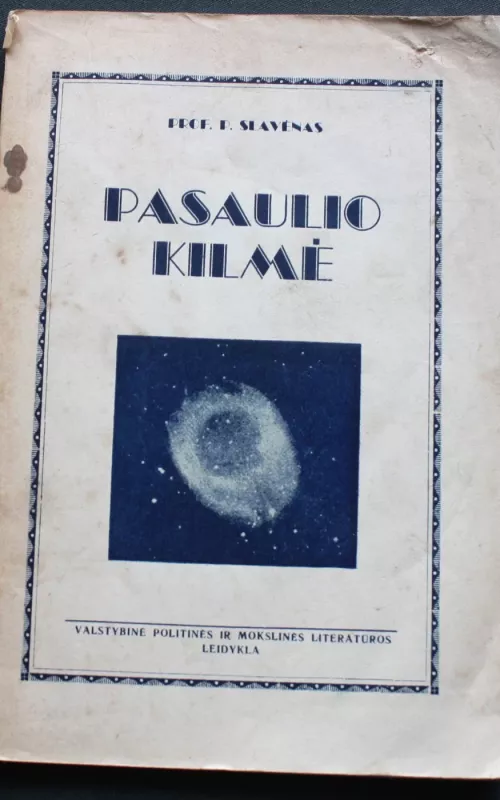 PROF. P. SLAVĖNAS
PASAULIO
KILMĖ
VALSTYBINĖ POLITINĖS IR MOKSLINĖS LITERATŪROS
LEIDYKLA